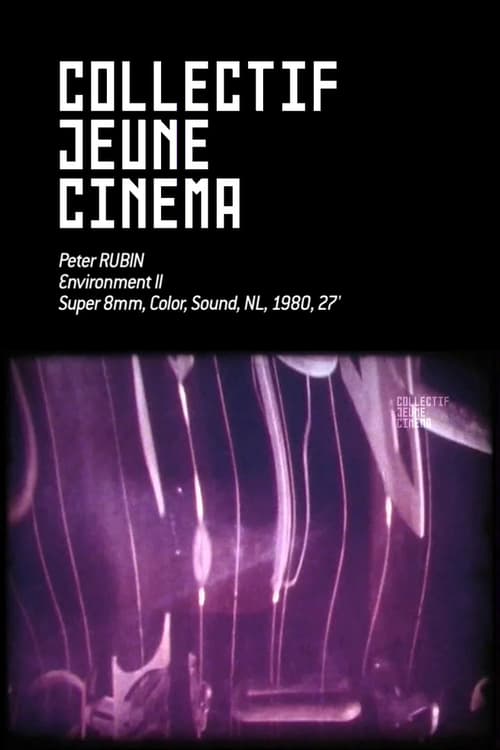 COLLECTIF
JEUNE
CINEMA
Peter RUBIN
Environment II
Super 8mm, Color, Sound, NL, 1980, 27'
COLLECTIF
JEUNE
CINEMA